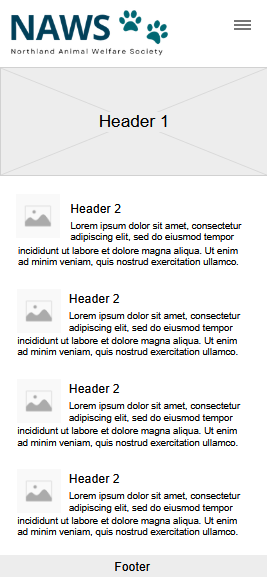 NAWS
Northland Animal Welfare Society
Header 1
Header 2
Lorem ipsum dolor sit amet, consectetur
adipiscing elit, sed do eiusmod tempor
incididunt ut labore et dolore magna aliqua. Ut enim
ad minim veniam, quis nostrud exercitation ullamco.
Header 2
Lorem ipsum dolor sit amet, consectetur
adipiscing elit, sed do eiusmod tempor
incididunt ut labore et dolore magna aliqua. Ut enim
ad minim veniam, quis nostrud exercitation ullamco.
Header 2
Lorem ipsum dolor sit amet, consectetur
adipiscing elit, sed do eiusmod tempor
incididunt ut labore et dolore magna aliqua. Ut enim
ad minim veniam, quis nostrud exercitation ullamco.
Header 2
Lorem ipsum dolor sit amet, consectetur
adipiscing elit, sed do eiusmod tempor
incididunt ut labore et dolore magna aliqua. Ut enim
ad minim veniam, quis nostrud exercitation ullamco.
Footer